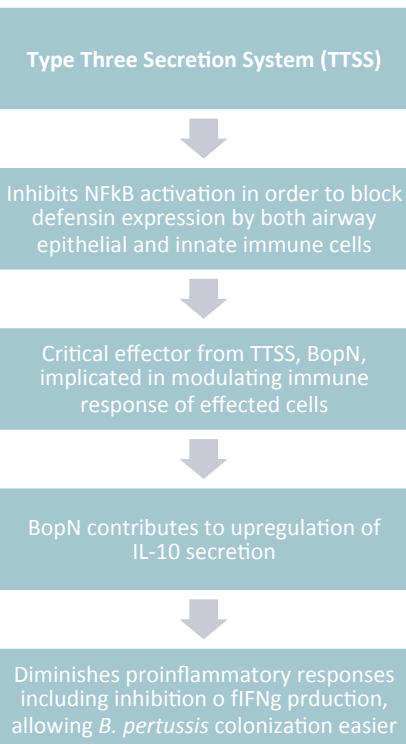 Type Three Secretion System (TTSS)
Inhibits NFkB activation in order to block
defensin expression by both airway
epithelial and innate immune cells
Critical effector from TTSS, BopN,
implicated in modulating immune
response of effected cells
BopN contributes to upregulation of
IL-10 secretion
Diminishes proinflammatory responses
including inhibition o fIFNg prduction,
allowing B. pertussis colonization easier